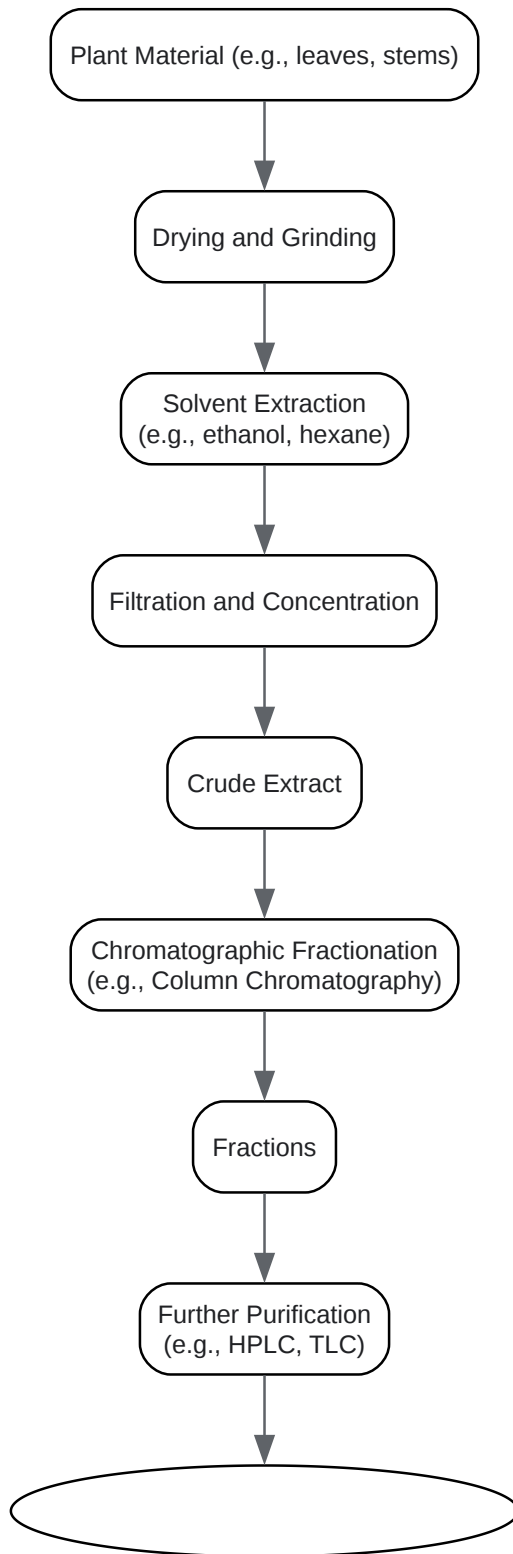 Plant Material (e.g., leaves, stems)
Drying and Grinding
Solvent Extraction
(e.g., ethanol, hexane)
Filtration and Concentration
Crude Extract
Chromatographic Fractionation
(e.g., Column Chromatography)
Fractions
Further Purification
(e.g., HPLC, TLC)